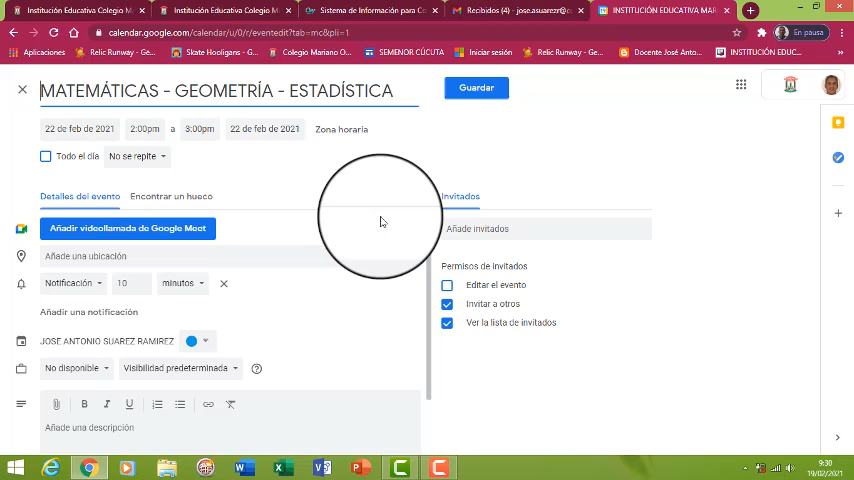 Institución Educativa Colegio M
Institución Educativa Colegio M
Sistema de Información para Co
Recibidos (4) - jose.asuarezr@c
INSTITUCIÓN EDUCATIVA MAR
calendar.google.com/calendar/u/0/r/eventedit?tab=mc&pli=1
En pausa
Aplicaciones
Relic Runway - Gé...
Skate Hooligans - G...
Colegio Mariano O...
SEMENOR CÚCUTA
Iniciar sesión
Relic Runway - Gé...
Docente José Anto...
INSTITUCIÓN EDUC...
MATEMÁTICAS - GEOMETRÍA - ESTADÍSTICA
Guardar
22 de feb de 2021 2:00pm a 3:00pm 22 de feb de 2021 Zona horaria
Todo el día No se repite
Detalles del evento Encontrar un hueco
Invitados
Añadir videollamada de Google Meet
Añade invitados
Añade una ubicación
Permisos de invitados
Notificación 10 minutos
Editar el evento
Invitar a otros
Añadir una notificación
Ver la lista de invitados
JOSE ANTONIO SUAREZ RAMIREZ
No disponible Visibilidad predeterminada
Añade una descripción
9:30
19/02/2021